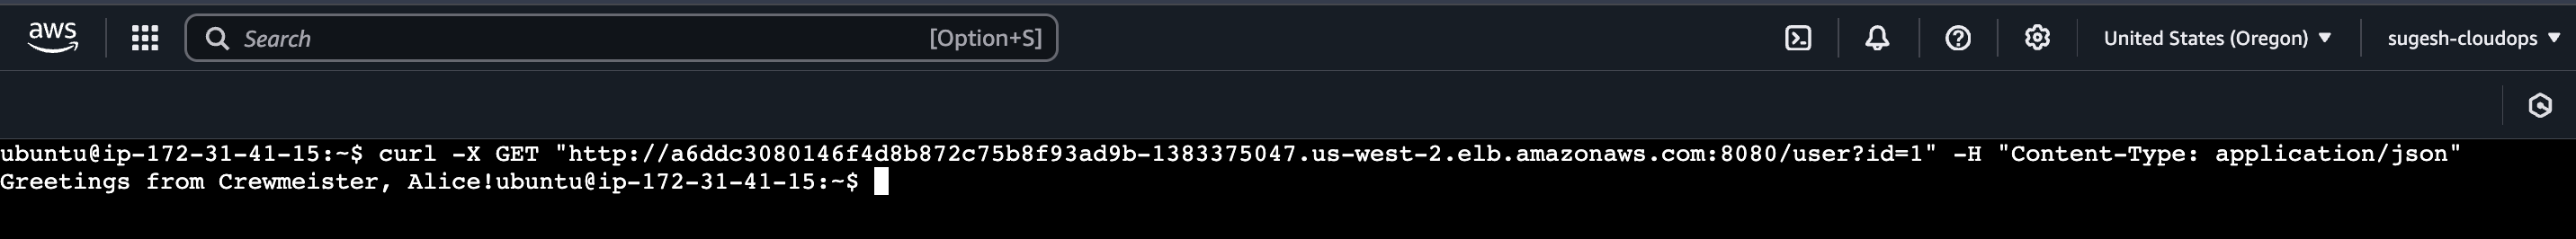 aws
Search [Option+S] United States (Oregon) sugesh-cloudops
ubuntu@ip-172-31-41-15:~$ curl -X GET "http://a6ddc3080146f4d8b872c75b8f93ad9b-1383375047.us-west-2.elb.amazonaws.com:8080/user?id=1" -H "Content-Type: application/json"
Greetings from Crewmeister, Alice!ubuntu@ip-172-31-41-15:~$